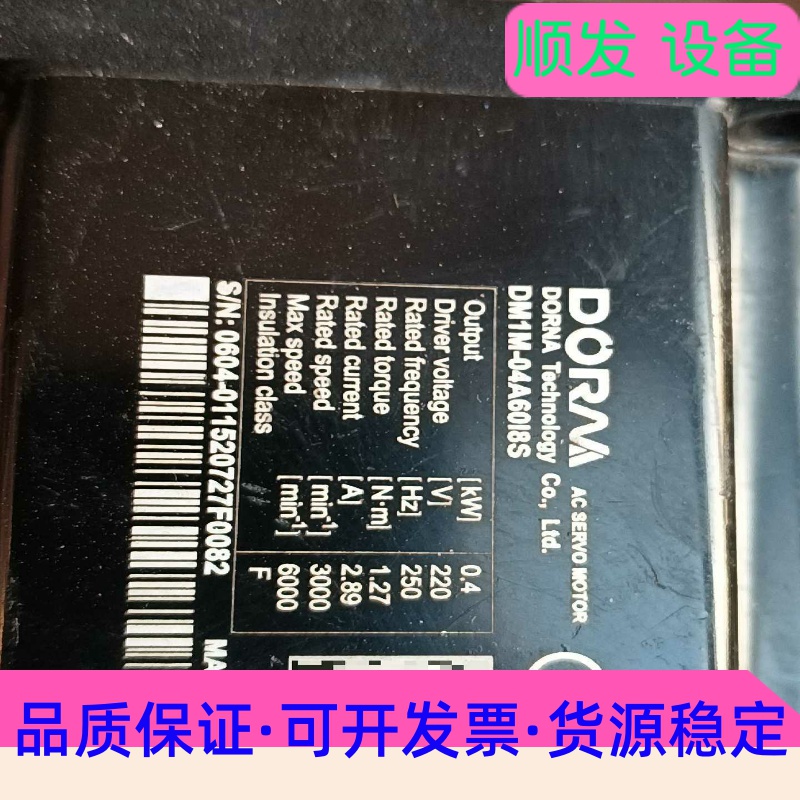 顺发 设备
DORNA AC SERVO MOTOR
DORNA Technology Co., Ltd.
DM1M-04A60I8S
Output [kW] 0.4
Driver voltage [V] 220
Rated frequency [Hz] 250
Rated torque [N·m] 1.27
Rated current [A] 2.89
Rated speed [min⁻¹] 3000
Max speed [min⁻¹] 6000
Insulation class F
S/N: 0604-011520727F0082
品质保证·可开发票·货源稳定